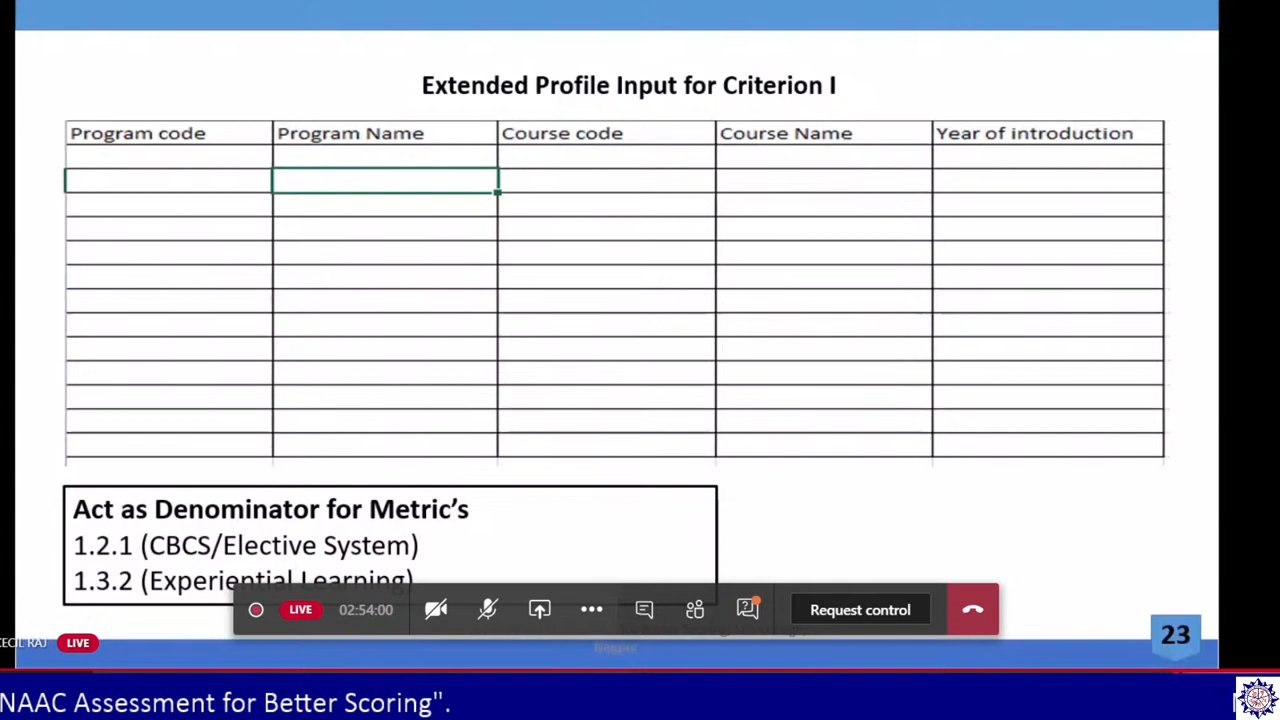 Extended Profile Input for Criterion I
Program code Program Name Course code Course Name Year of introduction
Act as Denominator for Metric's
1.2.1 (CBCS/Elective System)
1.3.2 (Experiential Learning)
LIVE 02:54:00 Request control
23
CECIL RAJ LIVE
NAAC Assessment for Better Scoring".